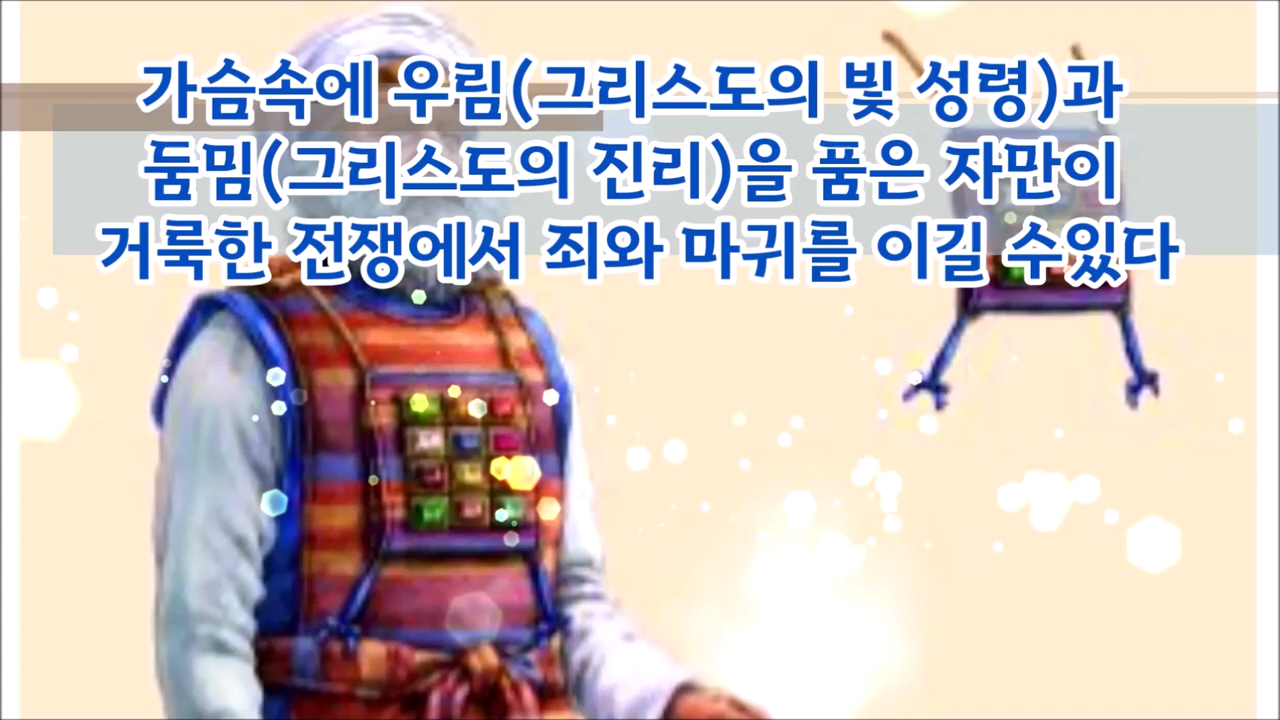 가슴속에 우림(그리스도의 빛 성령)과
둠밈(그리스도의 진리)을 품은 자만이
거룩한 전쟁에서 죄와 마귀를 이길 수있다